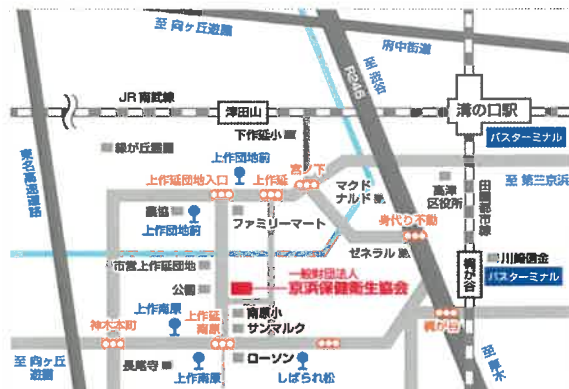 至 向ヶ丘遊園
府中街道
至 渋谷
R246
JR南武線
津田山
溝の口駅
バスターミナル
下作延小
緑が丘霊園
東名高速道路
上作団地前
宮ノ下
上作延団地入口
上作延
マクド
ナルド
高津
区役所
田園都市線
至 第三京浜
農協
ファミリーマート
上作団地前
身代り不動
ゼネラル
市営上作延団地
梶が谷
川崎信金
バスターミナル
一般財団法人
京浜保健衛生協会
公園
南原小
サンマルク
上作南原
上作延
南原
神木本町
梶が谷
至 向ヶ丘
遊園
長尾寺
上作南原
ローソン
しばられ松
至 厚木